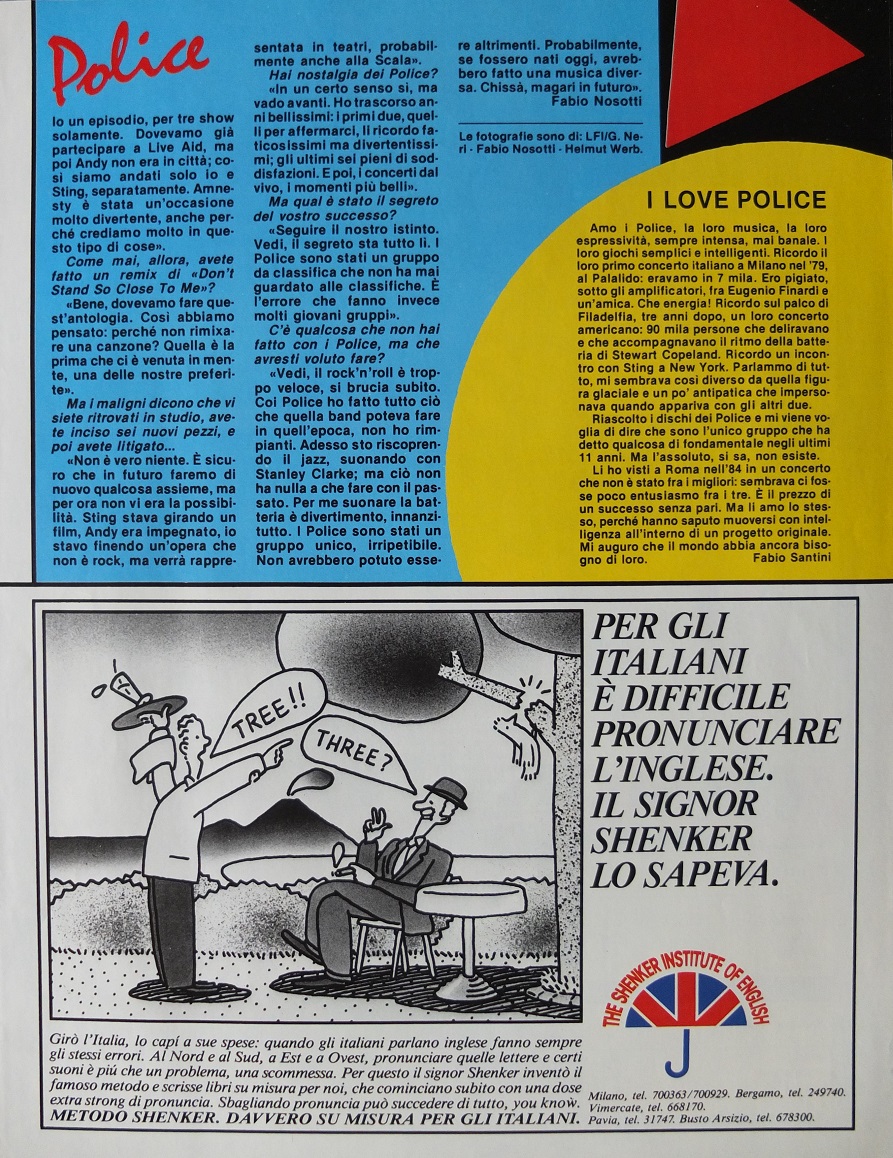 Police
lo un episodio, per tre show
solamente. Dovevamo già
partecipare a Live Aid, ma
poi Andy non era in città; co-
sì siamo andati solo io e
Sting, separatamente. Amne-
sty è stata un'occasione
molto divertente, anche per-
ché crediamo molto in que-
sto tipo di cose».
Come mai, allora, avete
fatto un remix di «Don't
Stand So Close To Me»?
«Bene, dovevamo fare que-
st'antologia. Così abbiamo
pensato: perché non rimixa-
re una canzone? Quella è la
prima che ci è venuta in men-
te, una delle nostre preferi-
te».
Ma i maligni dicono che vi
siete ritrovati in studio, ave-
te inciso sei nuovi pezzi, e
poi avete litigato...
«Non è vero niente. È sicu-
ro che in futuro faremo di
nuovo qualcosa assieme, ma
per ora non vi era la possibi-
lità. Sting stava girando un
film, Andy era impegnato, io
stavo finendo un'opera che
non è rock, ma verrà rappre-
sentata in teatri, probabil-
mente anche alla Scala».
Hai nostalgia dei Police?
«In un certo senso sì, ma
vado avanti. Ho trascorso an-
ni bellissimi: i primi due, quel-
li per affermarci, li ricordo fa-
ticosissimi ma divertentissi-
mi; gli ultimi sei pieni di sod-
disfazioni. E poi, i concerti dal
vivo, i momenti più belli».
Ma qual è stato il segreto
del vostro successo?
«Seguire il nostro istinto.
Vedi, il segreto sta tutto lì. I
Police sono stati un gruppo
da classifica che non ha mai
guardato alle classifiche. È
l'errore che fanno invece
molti giovani gruppi».
C'è qualcosa che non hai
fatto con i Police, ma che
avresti voluto fare?
«Vedi, il rock'n'roll è trop-
po veloce, si brucia subito.
Coi Police ho fatto tutto ciò
che quella band poteva fare
in quell'epoca, non ho rim-
pianti. Adesso sto riscopren-
do il jazz, suonando con
Stanley Clarke; ma ciò non
ha nulla a che fare con il pas-
sato. Per me suonare la bat-
teria è divertimento, innanzi-
tutto. I Police sono stati un
gruppo unico, irripetibile.
Non avrebbero potuto esse-
re altrimenti. Probabilmente,
se fossero nati oggi, avreb-
bero fatto una musica diver-
sa. Chissà, magari in futuro».
Fabio Nosotti
Le fotografie sono di: LFI/G. Ne-
ri - Fabio Nosotti - Helmut Werb.
I LOVE POLICE
Amo i Police, la loro musica, la loro
espressività, sempre intensa, mai banale. I
loro giochi semplici e intelligenti. Ricordo il
loro primo concerto italiano a Milano nel '79,
al Palalido: eravamo in 7 mila. Ero pigiato,
sotto gli amplificatori, fra Eugenio Finardi e
un'amica. Che energia! Ricordo sul palco di
Filadelfia, tre anni dopo, un loro concerto
americano: 90 mila persone che deliravano
e che accompagnavano il ritmo della batte-
ria di Stewart Copeland. Ricordo un incon-
tro con Sting a New York. Parlammo di tut-
to, mi sembrava così diverso da quella figu-
ra glaciale e un po' antipatica che imperso-
nava quando appariva con gli altri due.
Riascolto i dischi dei Police e mi viene vo-
glia di dire che sono l'unico gruppo che ha
detto qualcosa di fondamentale negli ultimi
11 anni. Ma l'assoluto, si sa, non esiste.
Li ho visti a Roma nell'84 in un concerto
che non è stato fra i migliori: sembrava ci fos-
se poco entusiasmo fra i tre. È il prezzo di
un successo senza pari. Ma li amo lo stes-
so, perché hanno saputo muoversi con intel-
ligenza all'interno di un progetto originale.
Mi auguro che il mondo abbia ancora biso-
gno di loro. Fabio Santini
TREE!!
THREE?
PER GLI
ITALIANI
È DIFFICILE
PRONUNCIARE
L'INGLESE.
IL SIGNOR
SHENKER
LO SAPEVA.
THE SHENKER INSTITUTE OF ENGLISH
Girò l'Italia, lo capí a sue spese: quando gli italiani parlano inglese fanno sempre
gli stessi errori. Al Nord e al Sud, a Est e a Ovest, pronunciare quelle lettere e certi
suoni è piú che un problema, una scommessa. Per questo il signor Shenker inventò il
famoso metodo e scrisse libri su misura per noi, che cominciano subito con una dose
extra strong di pronuncia. Sbagliando pronuncia può succedere di tutto, you know.
METODO SHENKER. DAVVERO SU MISURA PER GLI ITALIANI.
Milano, tel. 700363/700929. Bergamo, tel. 249740.
Vimercate, tel. 668170.
Pavia, tel. 31747. Busto Arsizio, tel. 678300.